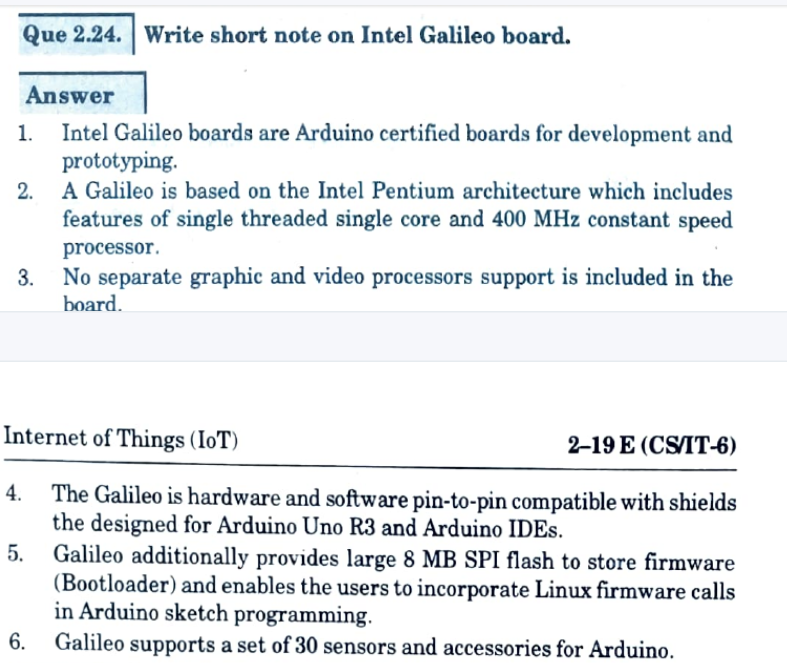 Que 2.24. Write short note on Intel Galileo board.
Answer
1. Intel Galileo boards are Arduino certified boards for development and
prototyping.
2. A Galileo is based on the Intel Pentium architecture which includes
features of single threaded single core and 400 MHz constant speed
processor.
3. No separate graphic and video processors support is included in the
board.
Internet of Things (IoT) 2–19 E (CS/IT-6)
4. The Galileo is hardware and software pin-to-pin compatible with shields
the designed for Arduino Uno R3 and Arduino IDEs.
5. Galileo additionally provides large 8 MB SPI flash to store firmware
(Bootloader) and enables the users to incorporate Linux firmware calls
in Arduino sketch programming.
6. Galileo supports a set of 30 sensors and accessories for Arduino.